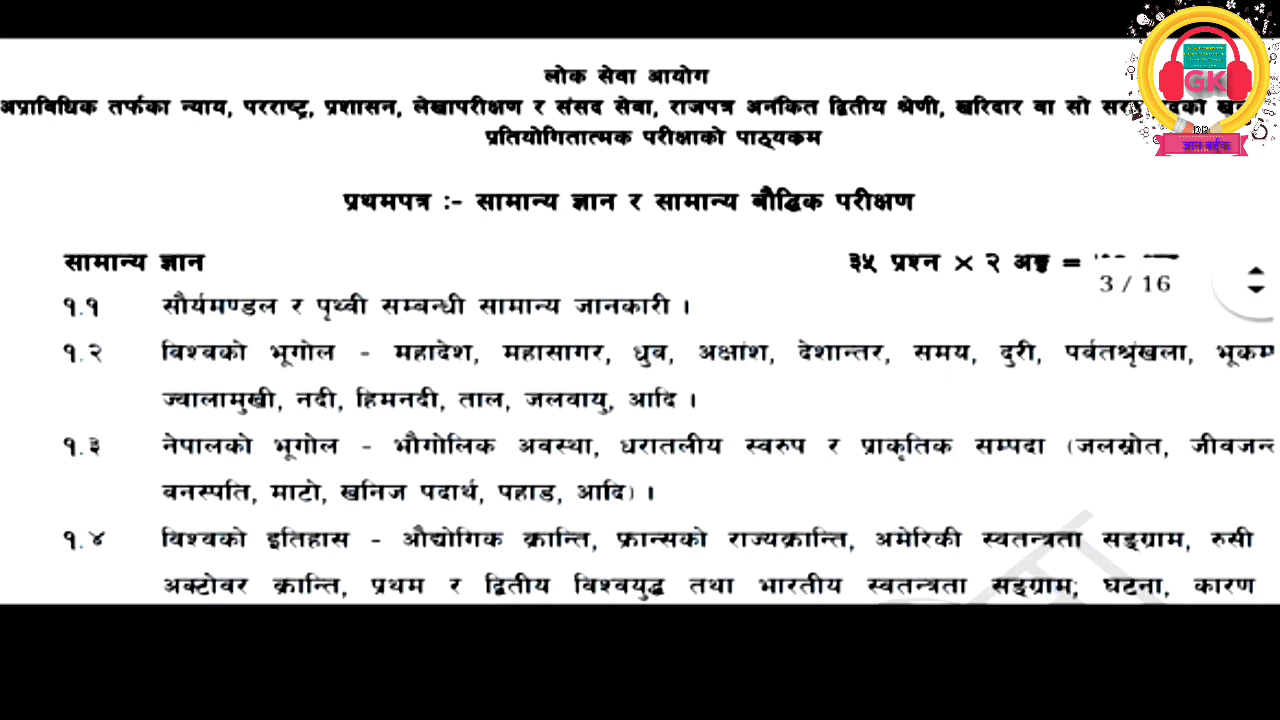 लोक सेवा आयोग
अप्राविधिक तर्फका न्याय, परराष्ट्र, प्रशासन, लेखापरीक्षण र संसद सेवा, राजपत्र अनंकित द्वितीय श्रेणी, खरिदार वा सो
प्रतियोगितात्मक परीक्षाको पाठ्यक्रम
प्रथमपत्र :- सामान्य ज्ञान र सामान्य बौद्धिक परीक्षण
सामान्य ज्ञान ३५ प्रश्न × २ अङ्क =
3 / 16
१.१ सौर्यमण्डल र पृथ्वी सम्बन्धी सामान्य जानकारी ।
१.२ विश्वको भूगोल - महादेश, महासागर, ध्रुव, अक्षांश, देशान्तर, समय, दुरी, पर्वतश्रृंखला,
ज्वालामुखी, नदी, हिमनदी, ताल, जलवायु, आदि ।
१.३ नेपालको भूगोल - भौगोलिक अवस्था, धरातलीय स्वरुप र प्राकृतिक सम्पदा (जलस्रोत,
वनस्पति, माटो, खनिज पदार्थ, पहाड, आदि) ।
१.४ विश्वको इतिहास - औद्योगिक क्रान्ति, फ्रान्सको राज्यक्रान्ति, अमेरिकी स्वतन्त्रता सङ्ग्राम, रुसी
अक्टोवर क्रान्ति, प्रथम र द्वितीय विश्वयुद्ध तथा भारतीय स्वतन्त्रता सङ्ग्राम; घटना, कारण
GK